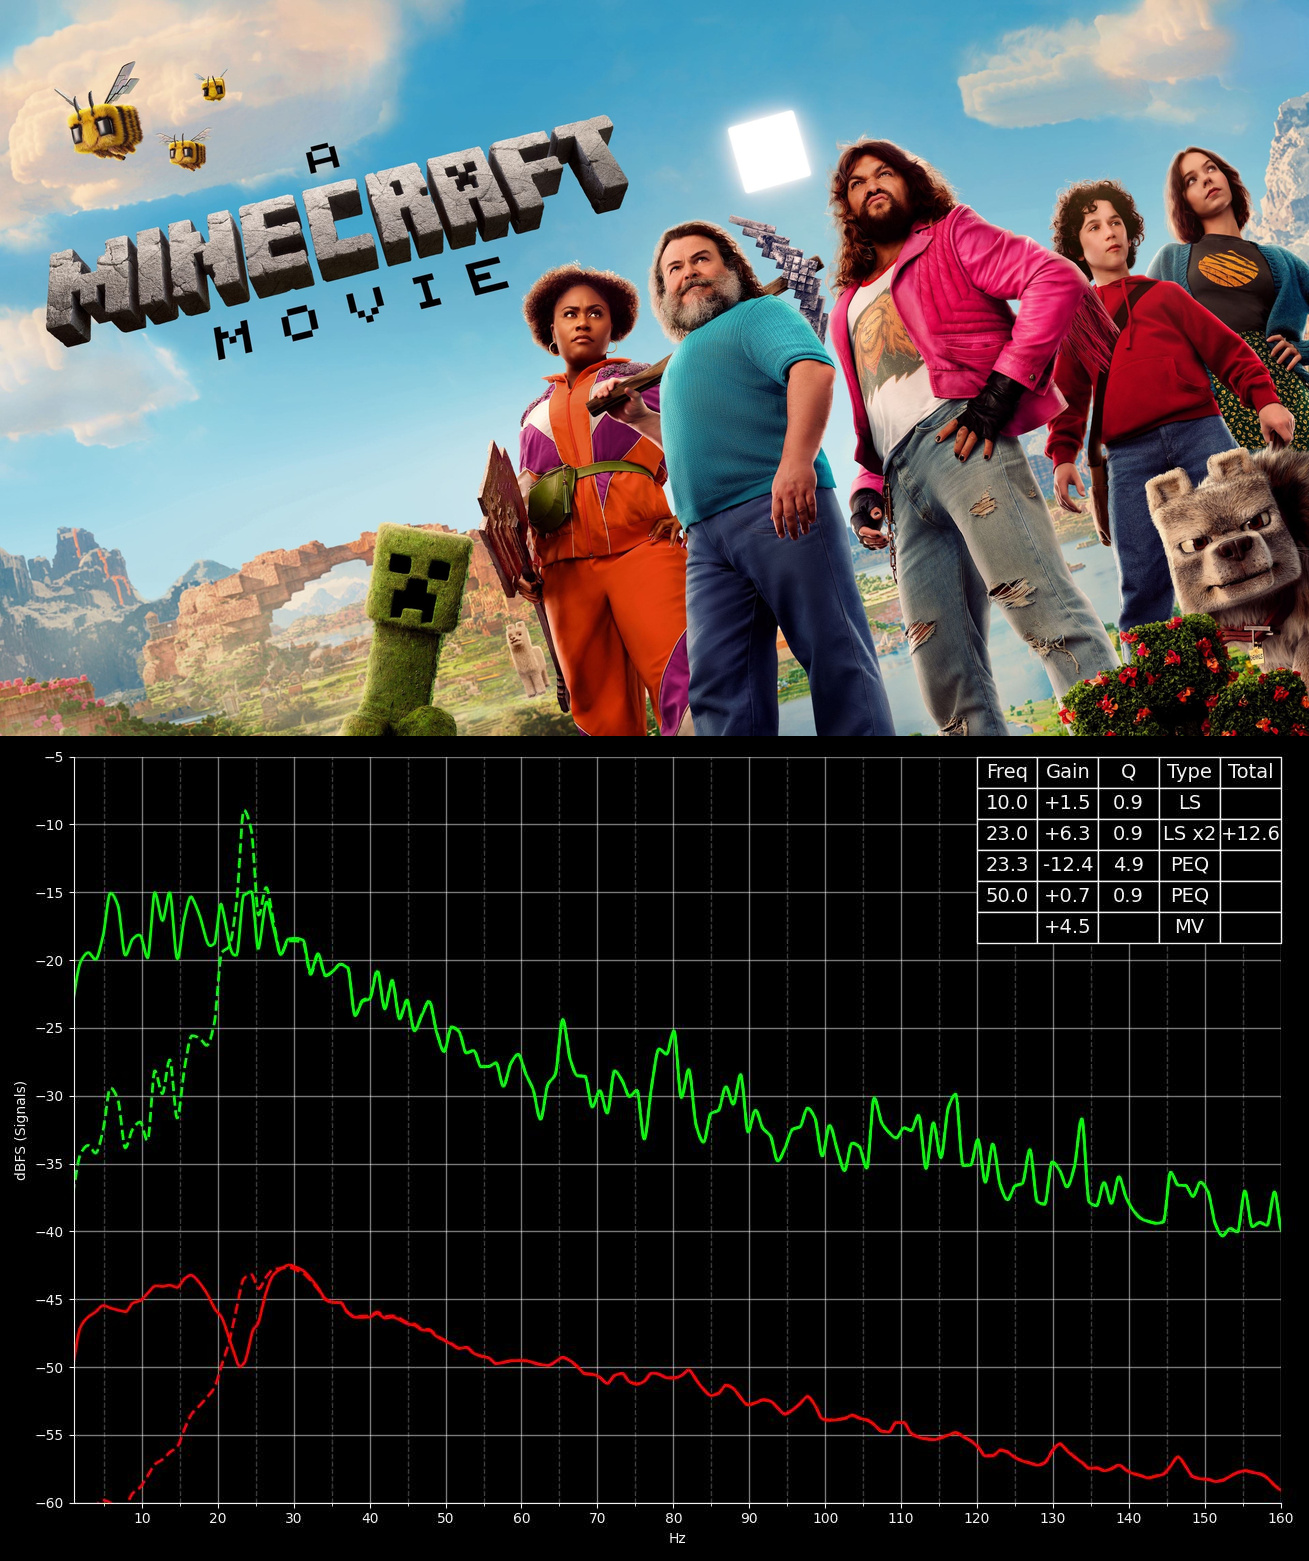 A
MINECRAFT
MOVIE
Freq Gain Q Type Total
10.0 +1.5 0.9 LS
23.0 +6.3 0.9 LS x2 +12.6
23.3 -12.4 4.9 PEQ
50.0 +0.7 0.9 PEQ
+4.5 MV
−5
−10
−15
−20
−25
−30
−35
−40
−45
−50
−55
−60
dBFS (Signals)
10 20 30 40 50 60 70 80 90 100 110 120 130 140 150 160
Hz